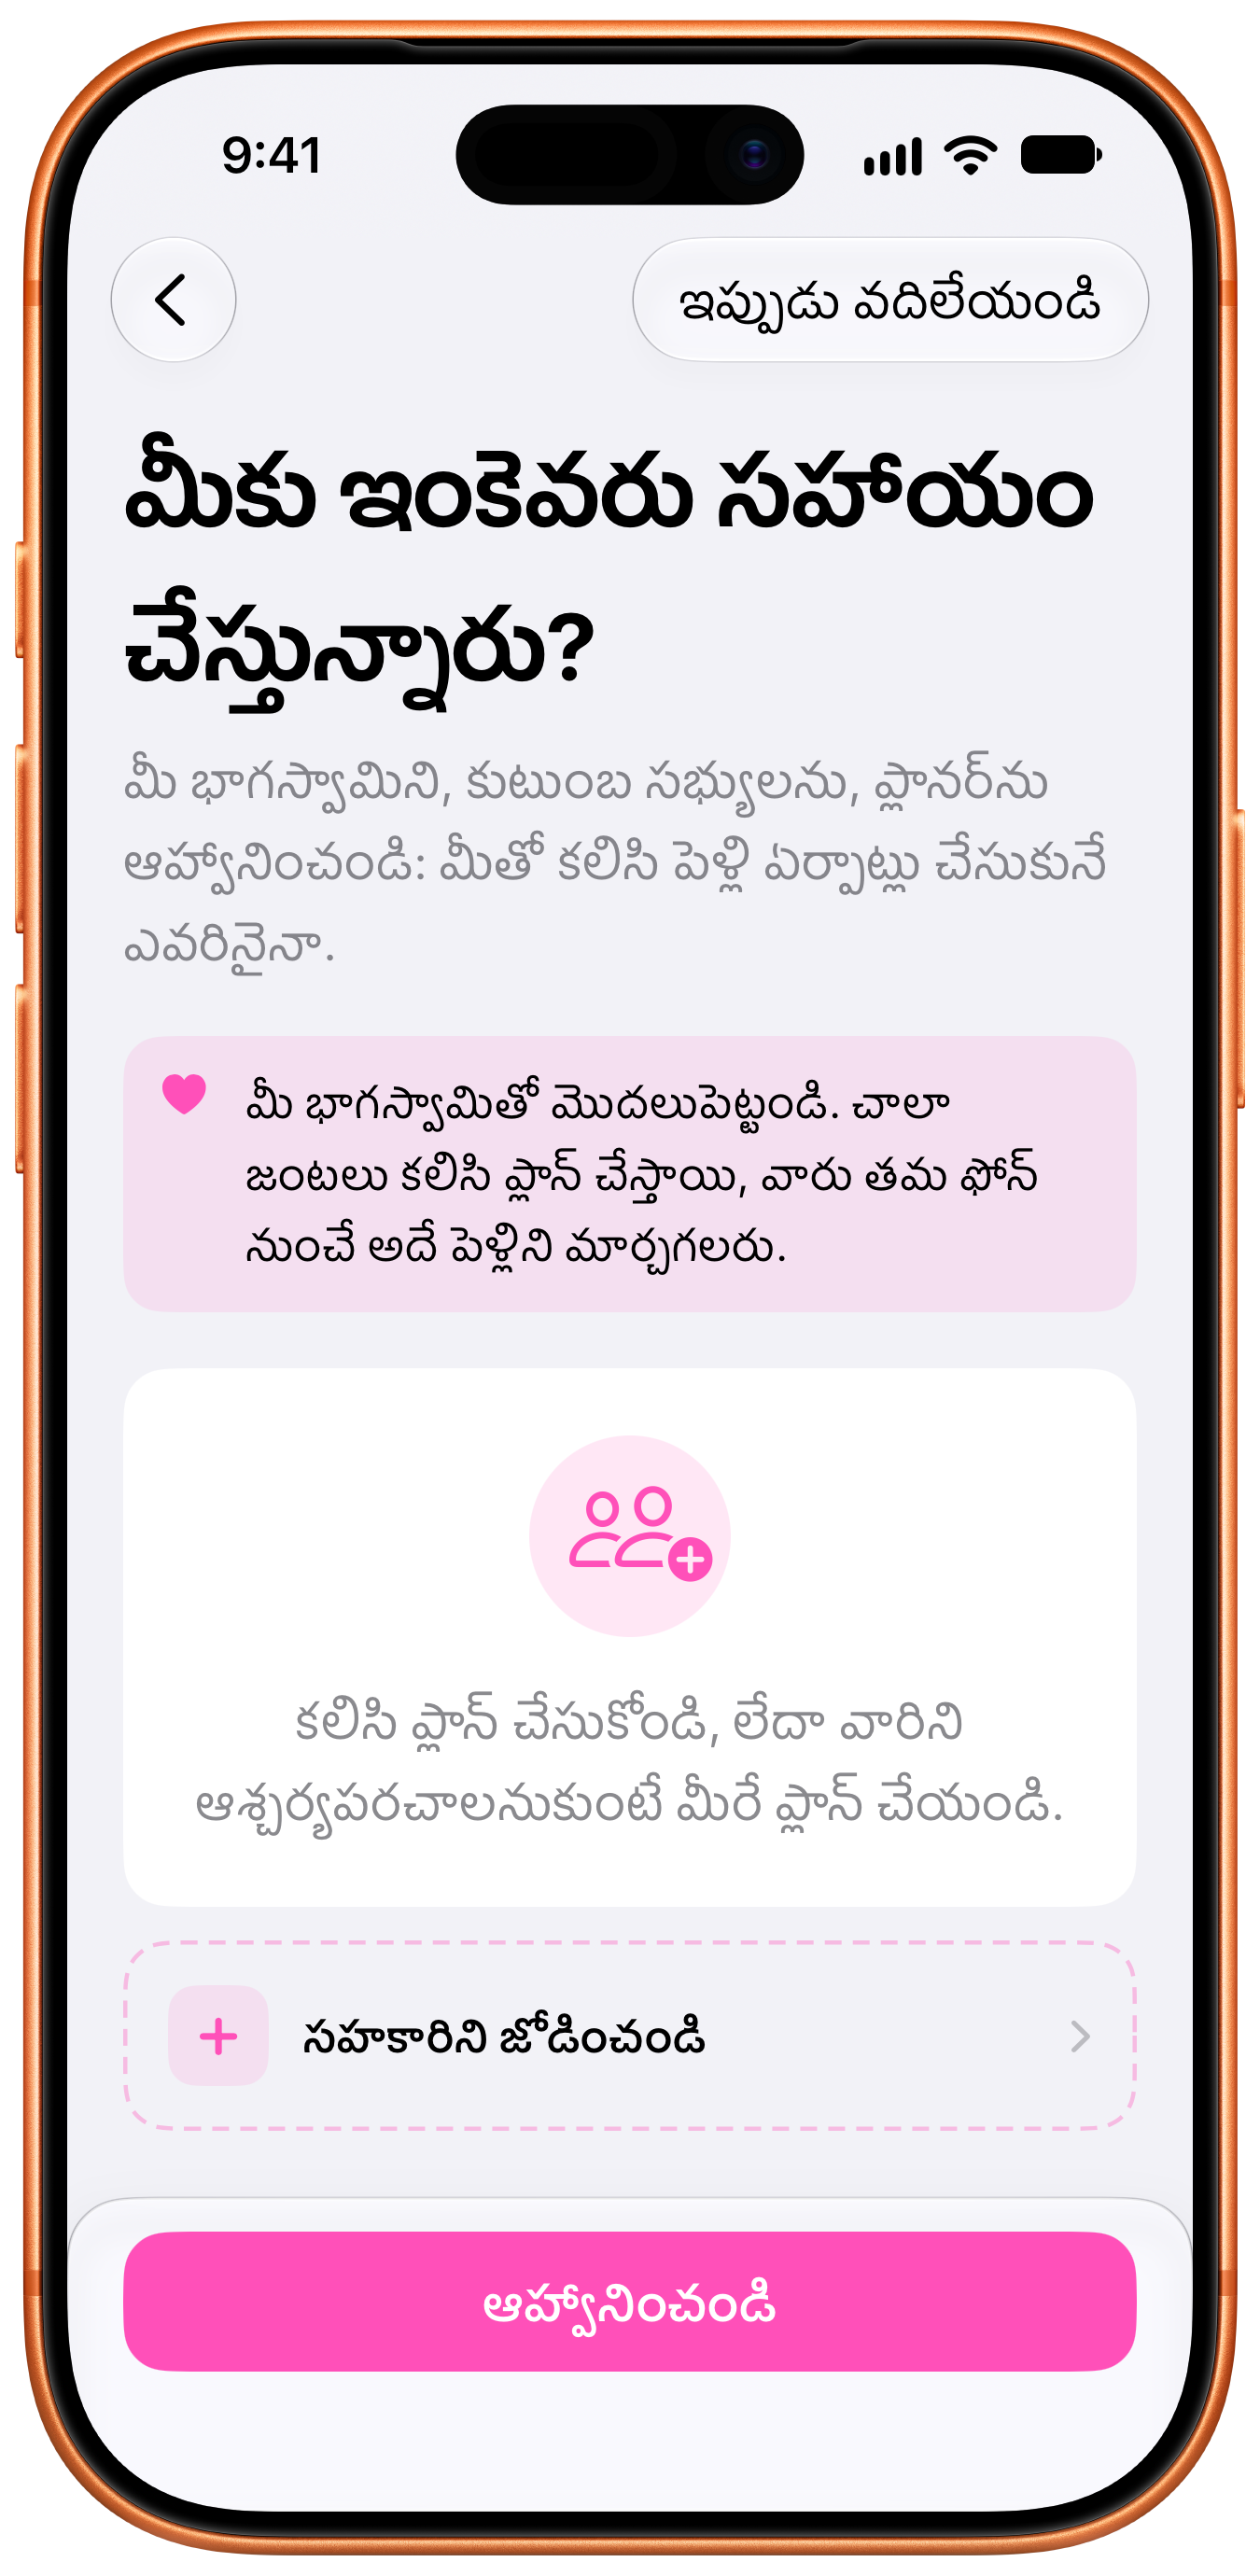 9:41
ఇప్పుడు వదిలేయండి
మీకు ఇంకెవరు సహాయం
చేస్తున్నారు?
మీ భాగస్వామిని, కుటుంబ సభ్యులను, ప్లానర్‌ను
ఆహ్వానించండి: మీతో కలిసి పెళ్లి ఏర్పాట్లు చేసుకునే
ఎవరినైనా.
మీ భాగస్వామితో మొదలుపెట్టండి. చాలా
జంటలు కలిసి ప్లాన్ చేస్తాయి, వారు తమ ఫోన్
నుంచే అదే పెళ్లిని మార్చగలరు.
కలిసి ప్లాన్ చేసుకోండి, లేదా వారిని
ఆశ్చర్యపరచాలనుకుంటే మీరే ప్లాన్ చేయండి.
సహకారిని జోడించండి
ఆహ్వానించండి